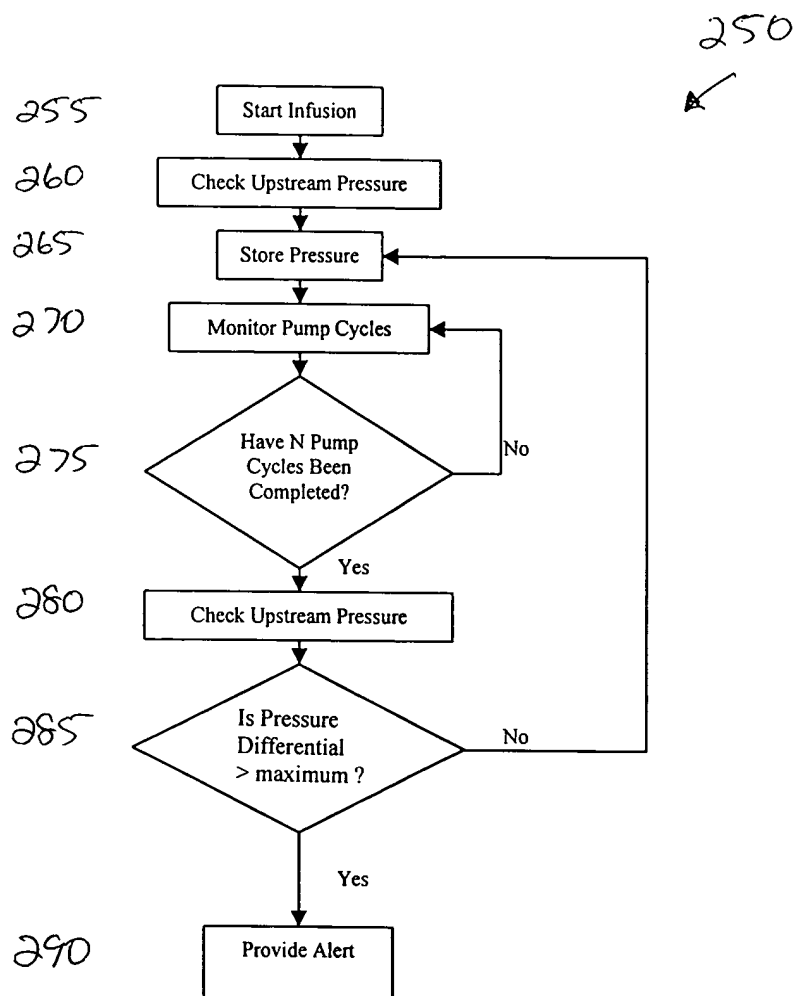 250
255
Start Infusion
260
Check Upstream Pressure
265
Store Pressure
270
Monitor Pump Cycles
275
Have N Pump
Cycles Been
Completed?
No
Yes
280
Check Upstream Pressure
285
Is Pressure
Differential
> maximum ?
No
Yes
290
Provide Alert